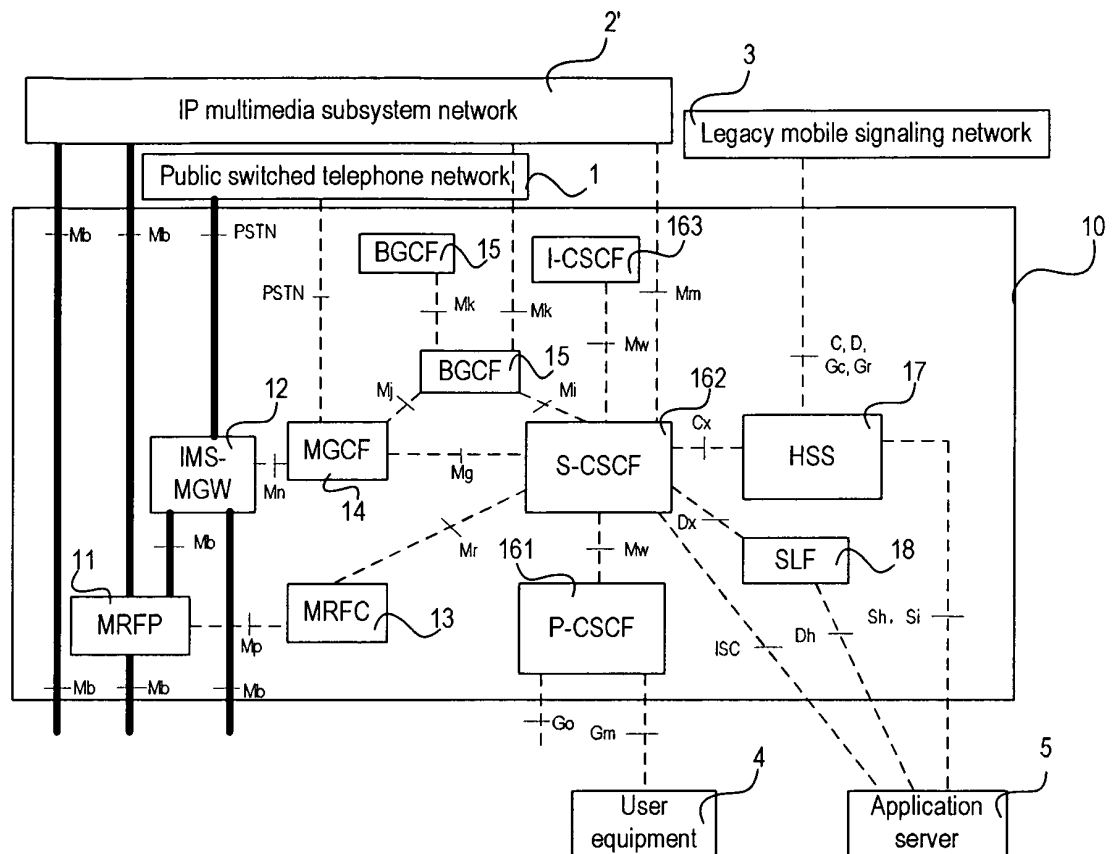 2'
IP multimedia subsystem network
3
Legacy mobile signaling network
Public switched telephone network
1
10
Mb
Mb
PSTN
BGCF
15
I-CSCF
163
PSTN
Mk
Mk
Mm
Mw
C, D,
Gc, Gr
BGCF
15
17
12
Mj
Mi
162
Cx
IMS-
MGW
Mn
MGCF
14
Mg
S-CSCF
HSS
Mb
Mr
Mw
Dx
SLF
18
11
MRFP
Mp
MRFC
13
161
P-CSCF
ISC
Dh
Sh, Si
Mb
Mb
Mb
Go
Gm
4
5
User
equipment
Application
server